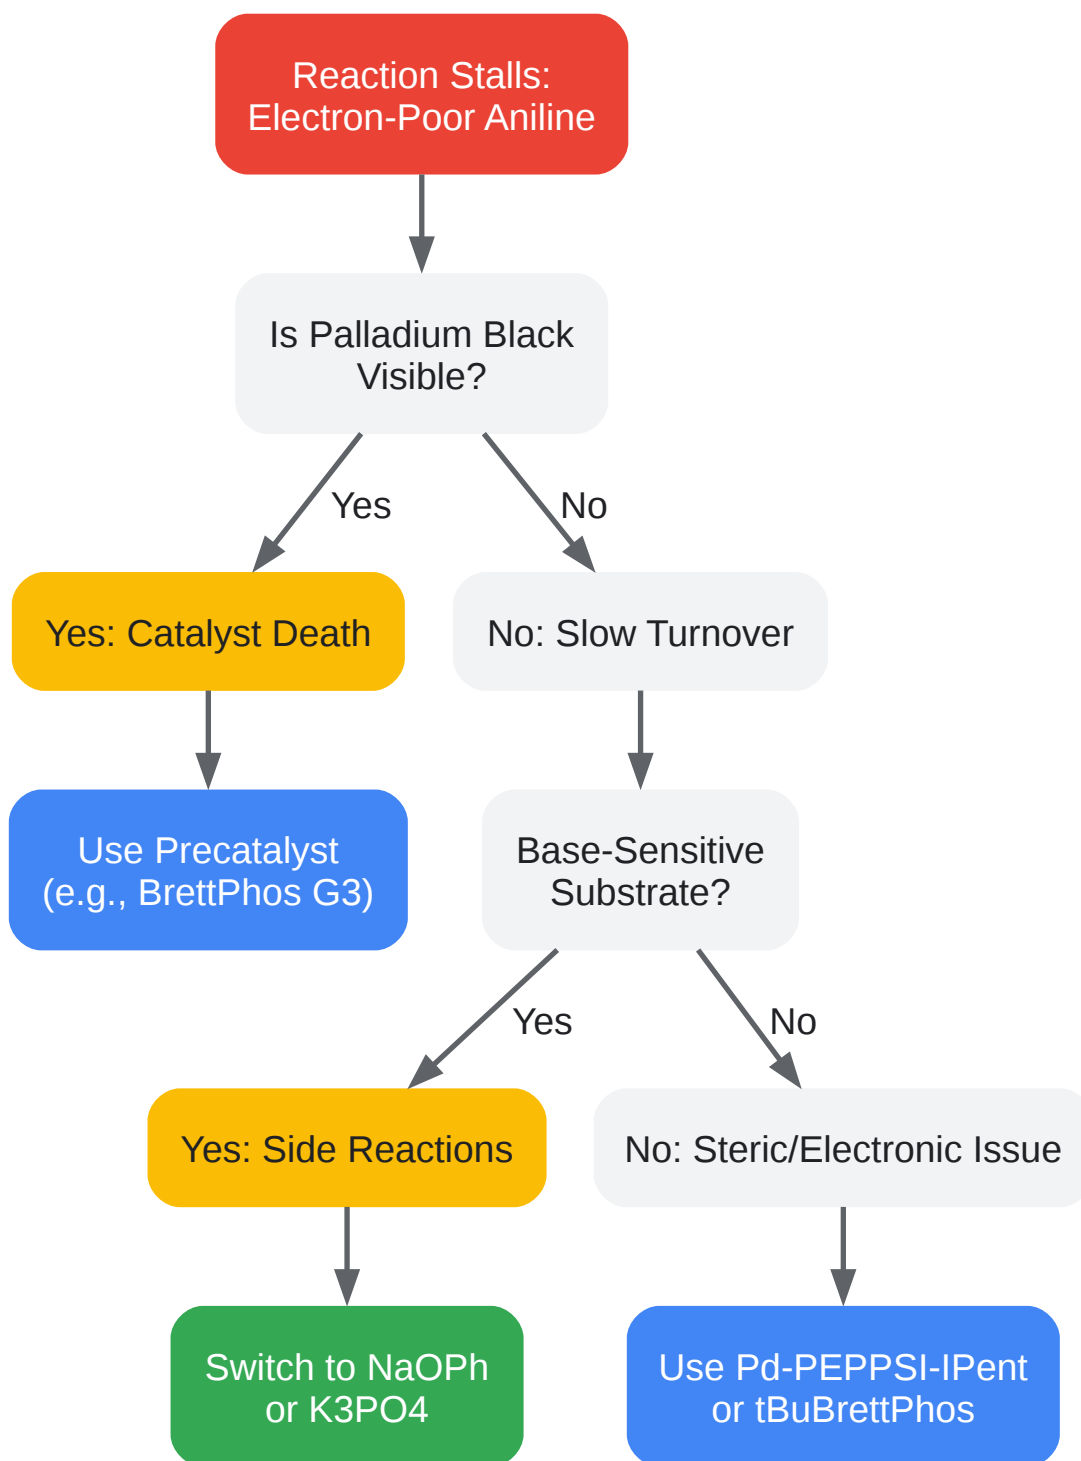 Reaction Stalls:
Electron-Poor Aniline
Is Palladium Black
Visible?
Yes
No
Yes: Catalyst Death
No: Slow Turnover
Use Precatalyst
(e.g., BrettPhos G3)
Base-Sensitive
Substrate?
Yes
No
Yes: Side Reactions
No: Steric/Electronic Issue
Switch to NaOPh
or K3PO4
Use Pd-PEPPSI-IPent
or tBuBrettPhos